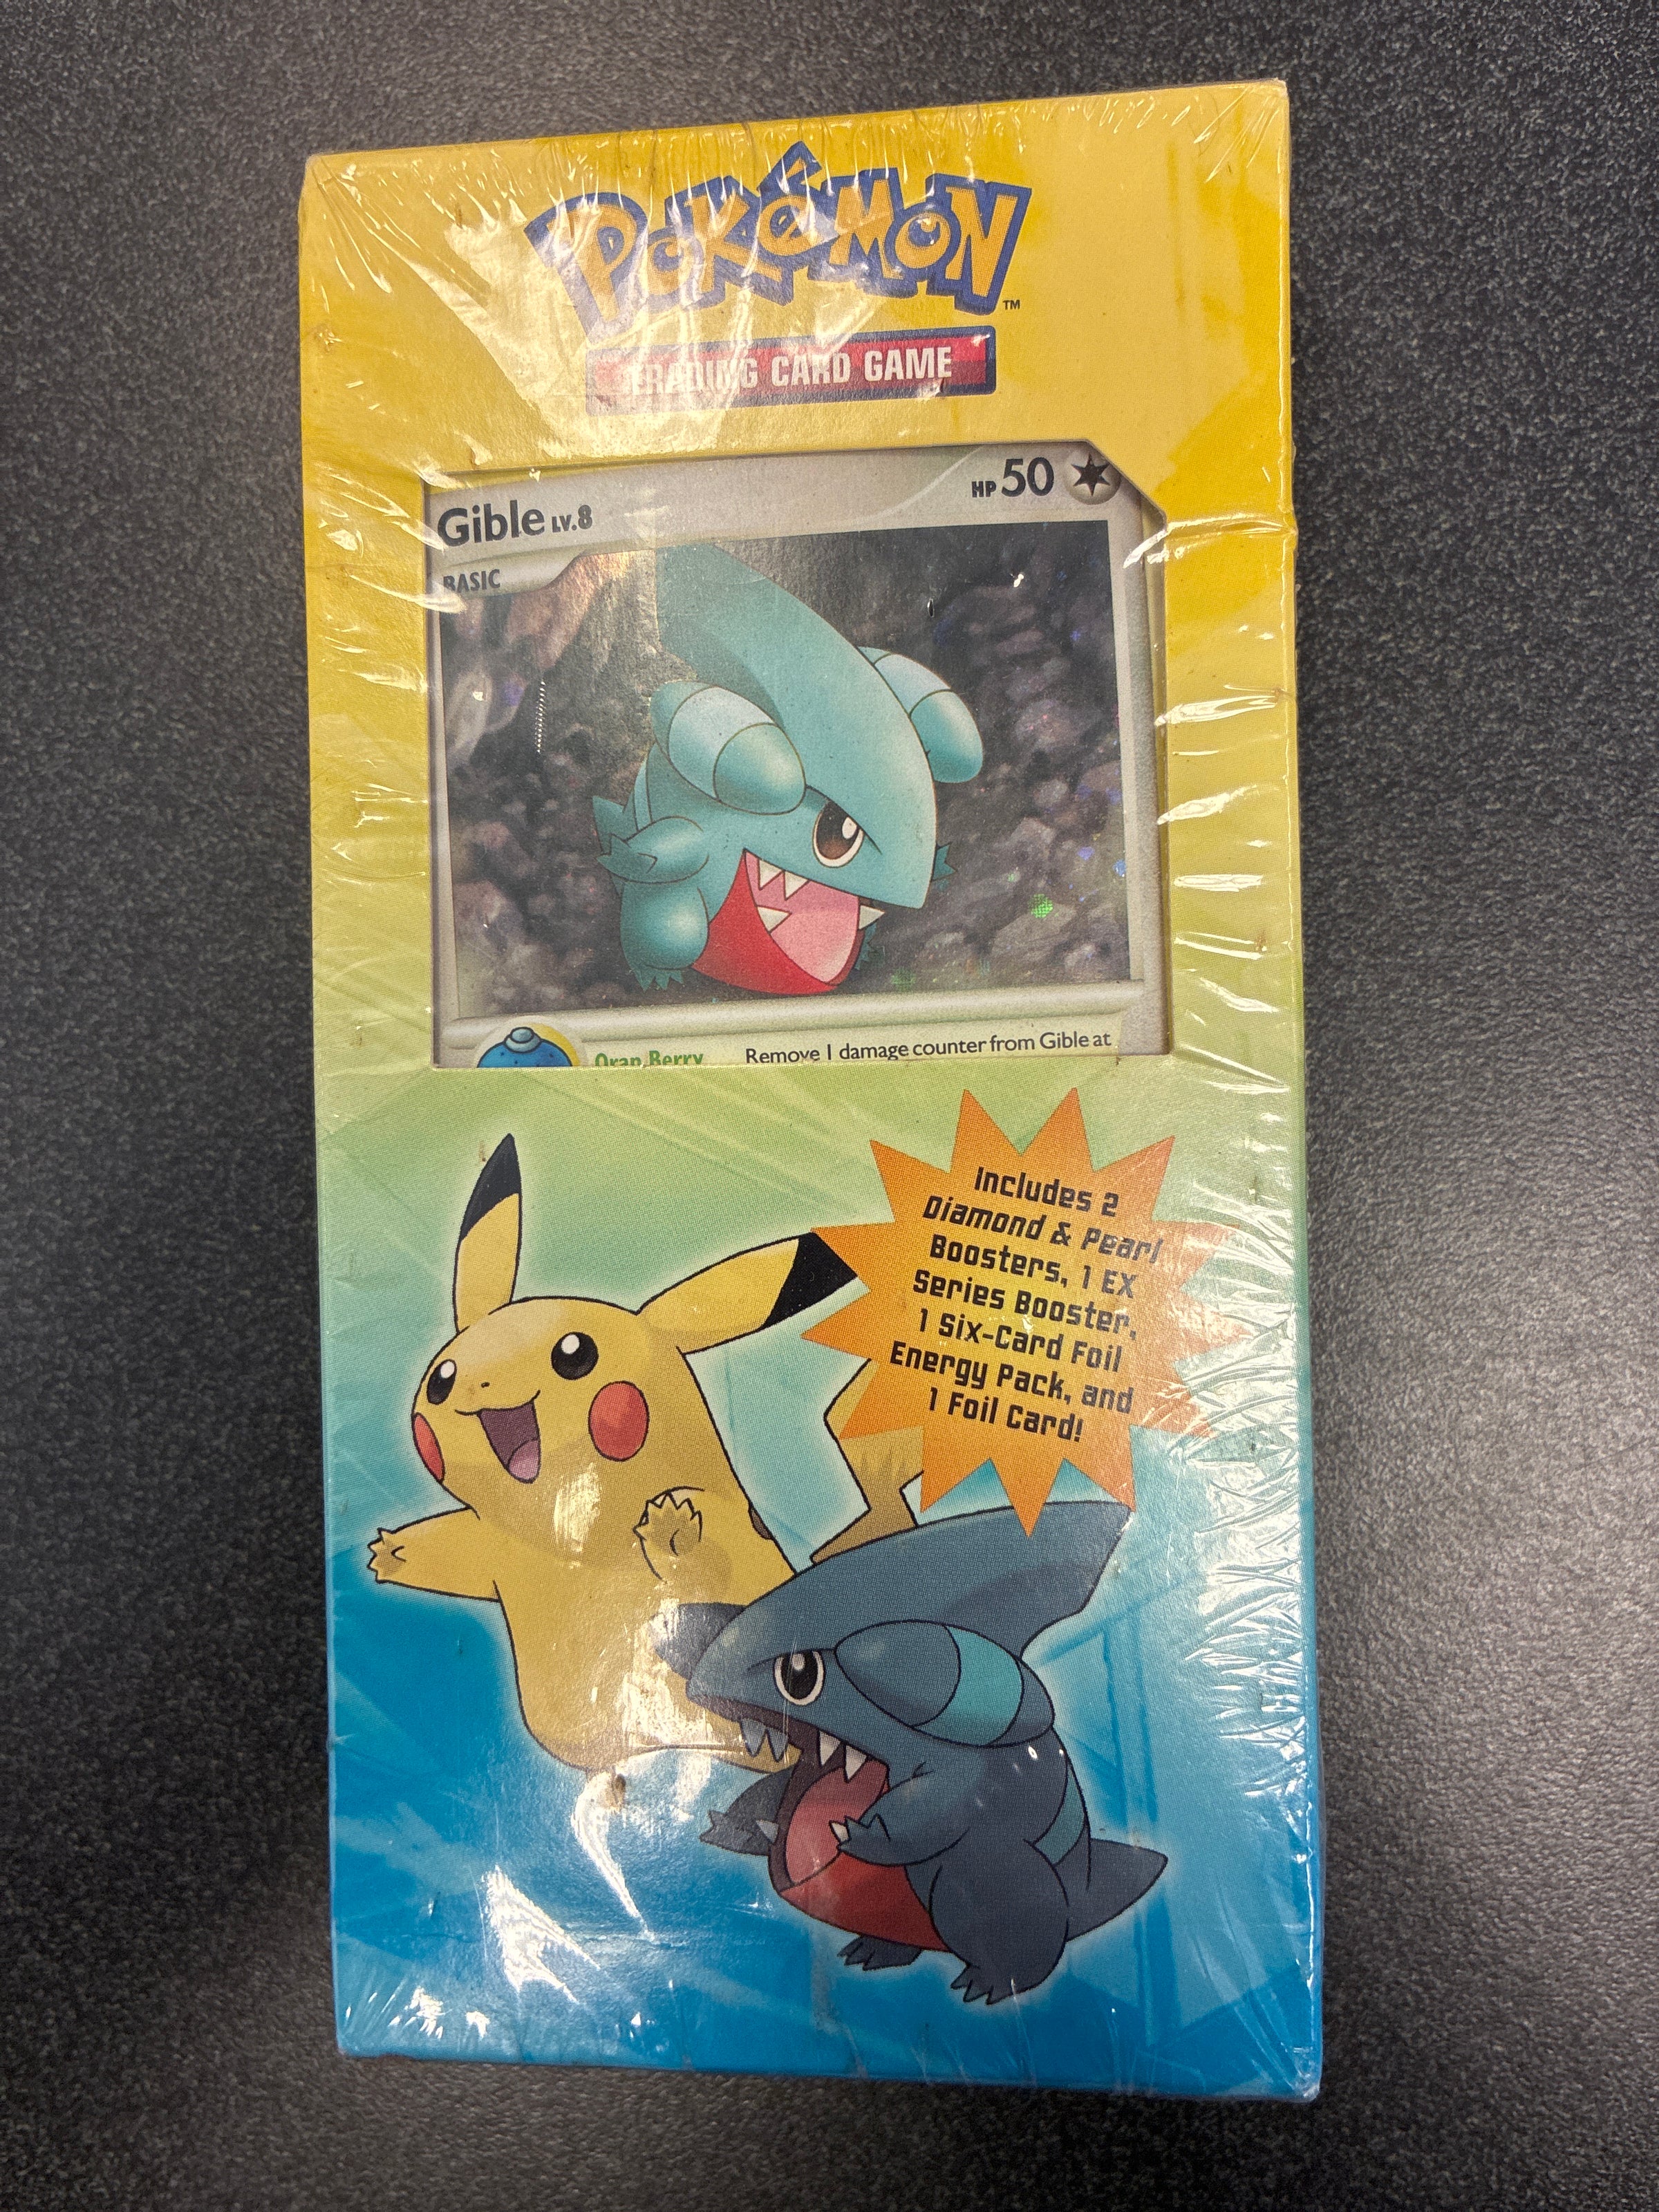 POKéMON™
TRADING CARD GAME
Gible LV.8 HP 50
BASIC
Oran Berry Remove 1 damage counter from Gible at
Includes 2
Diamond & Pearl
Boosters, 1 EX
Series Booster,
1 Six-Card Foil
Energy Pack, and
1 Foil Card!